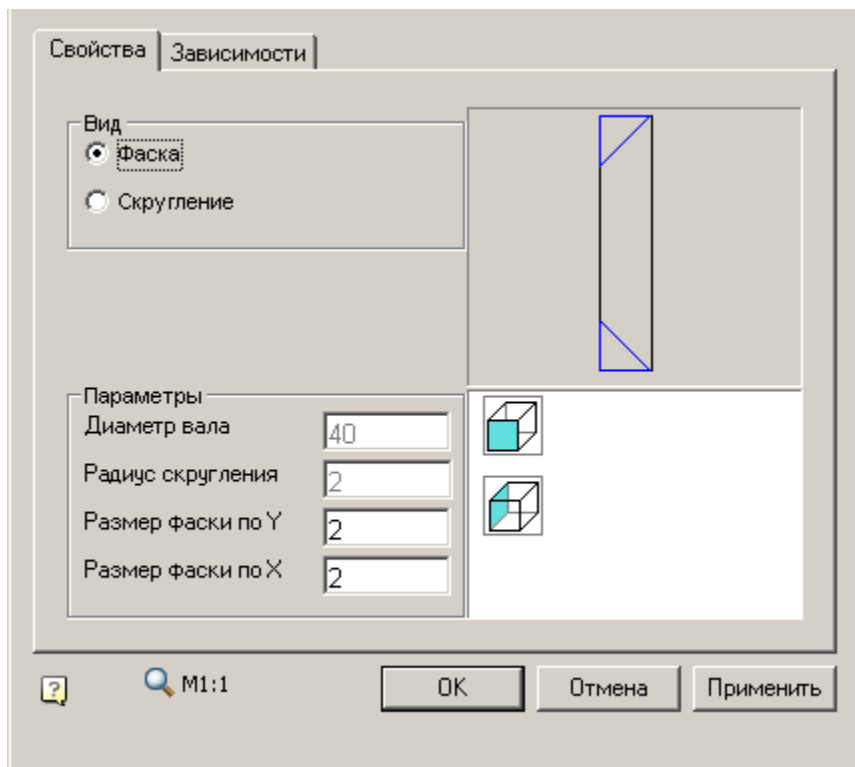 Свойства Зависимости
Вид
Фаска
Скругление
Параметры
Диаметр вала 40
Радиус скругления 2
Размер фаски по Y 2
Размер фаски по X 2
? M1:1 OK Отмена Применить